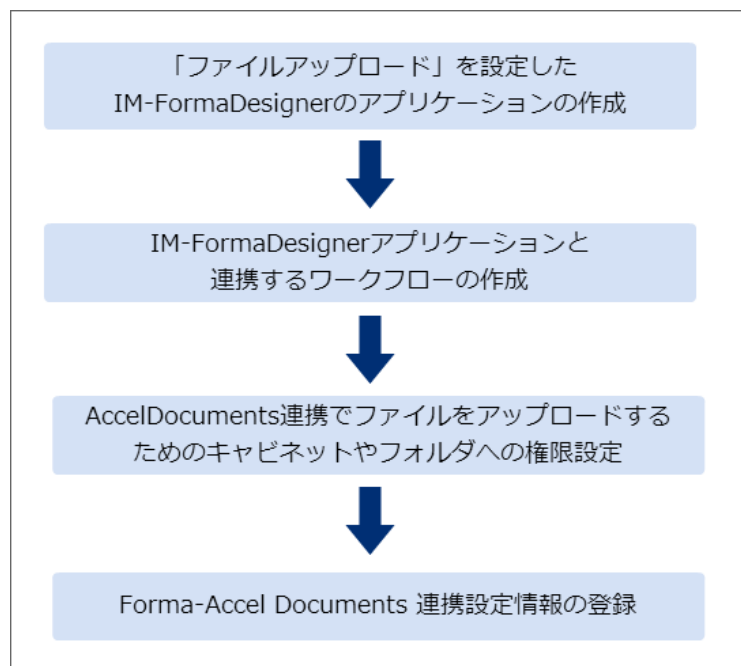 「ファイルアップロード」を設定した
IM-FormaDesignerのアプリケーションの作成
IM-FormaDesignerアプリケーションと
連携するワークフローの作成
AccelDocuments連携でファイルをアップロードする
ためのキャビネットやフォルダへの権限設定
Forma-Accel Documents 連携設定情報の登録